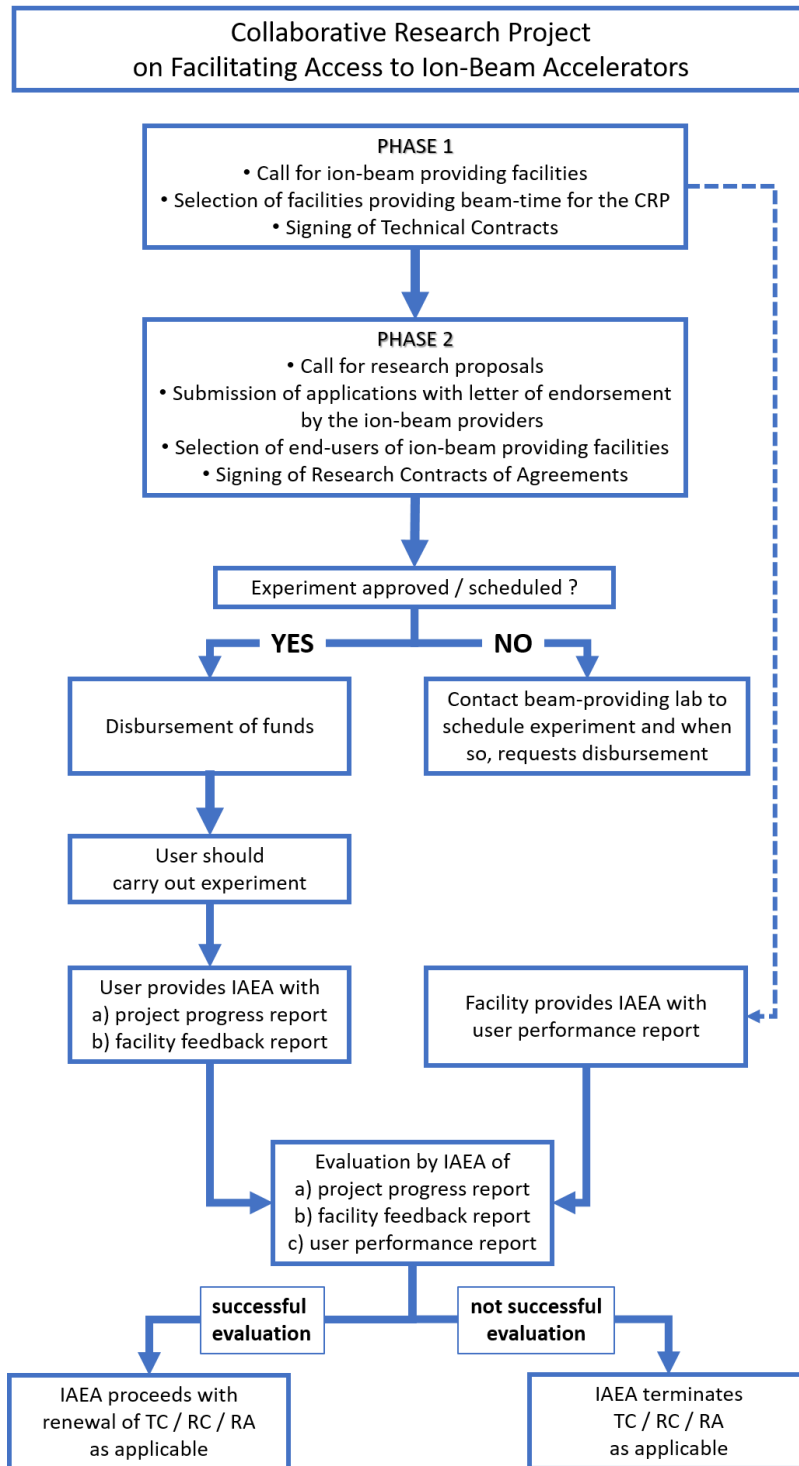 Collaborative Research Project
on Facilitating Access to Ion-Beam Accelerators
PHASE 1
• Call for ion-beam providing facilities
• Selection of facilities providing beam-time for the CRP
• Signing of Technical Contracts
PHASE 2
• Call for research proposals
• Submission of applications with letter of endorsement
by the ion-beam providers
• Selection of end-users of ion-beam providing facilities
• Signing of Research Contracts of Agreements
Experiment approved / scheduled ?
YES
NO
Disbursement of funds
Contact beam-providing lab to
schedule experiment and when
so, requests disbursement
User should
carry out experiment
User provides IAEA with
a) project progress report
b) facility feedback report
Facility provides IAEA with
user performance report
Evaluation by IAEA of
a) project progress report
b) facility feedback report
c) user performance report
successful
evaluation
not successful
evaluation
IAEA proceeds with
renewal of TC / RC / RA
as applicable
IAEA terminates
TC / RC / RA
as applicable